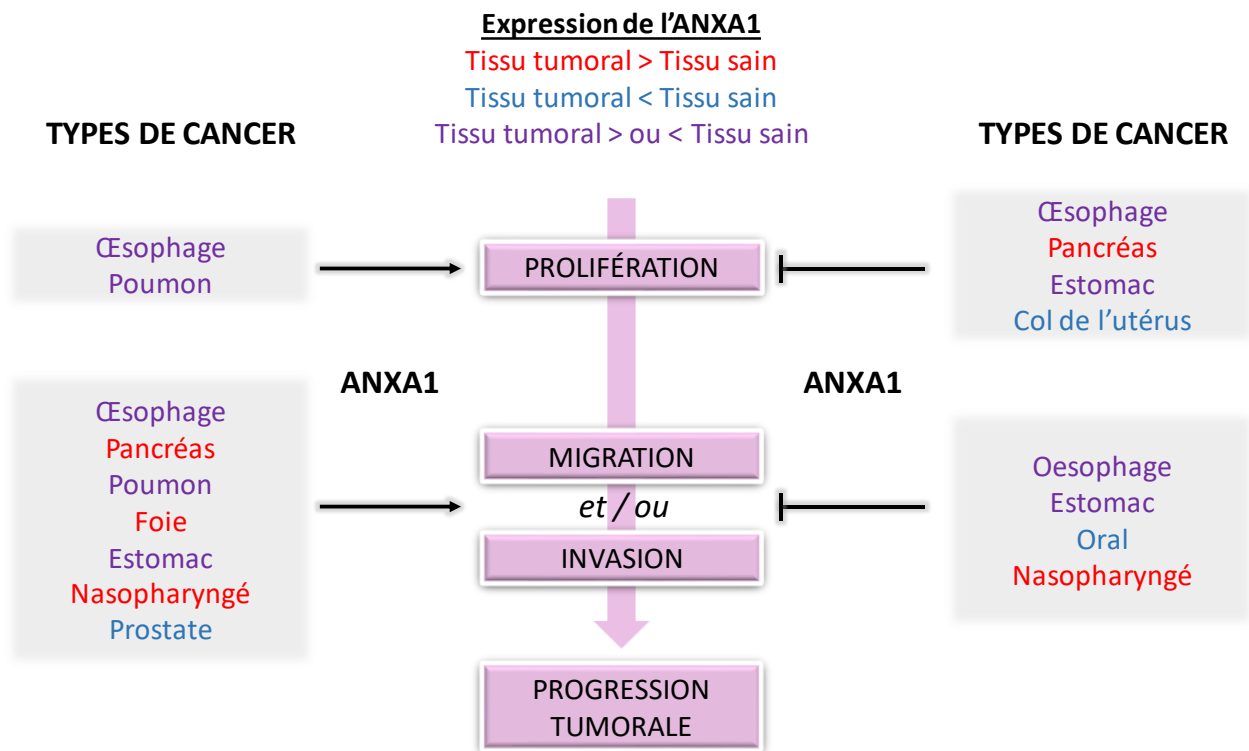 Expression de l'ANXA1
Tissu tumoral > Tissu sain
Tissu tumoral < Tissu sain
Tissu tumoral > ou < Tissu sain
TYPES DE CANCER
TYPES DE CANCER
Œsophage
Poumon
PROLIFÉRATION
Œsophage
Pancréas
Estomac
Col de l'utérus
ANXA1
ANXA1
Œsophage
Pancréas
Poumon
Foie
Estomac
Nasopharyngé
Prostate
MIGRATION
et / ou
INVASION
Oesophage
Estomac
Oral
Nasopharyngé
PROGRESSION
TUMORALE